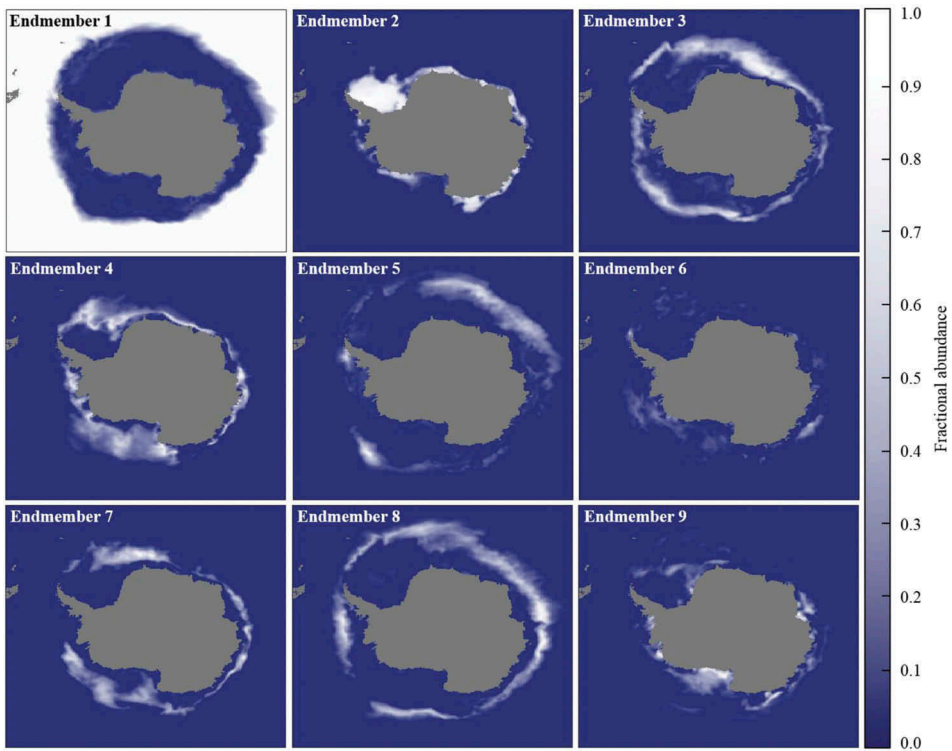 Endmember 1
Endmember 2
Endmember 3
Endmember 4
Endmember 5
Endmember 6
Endmember 7
Endmember 8
Endmember 9
1.0
0.9
0.8
0.7
0.6
0.5
0.4
0.3
0.2
0.1
0.0
Fractional abundance